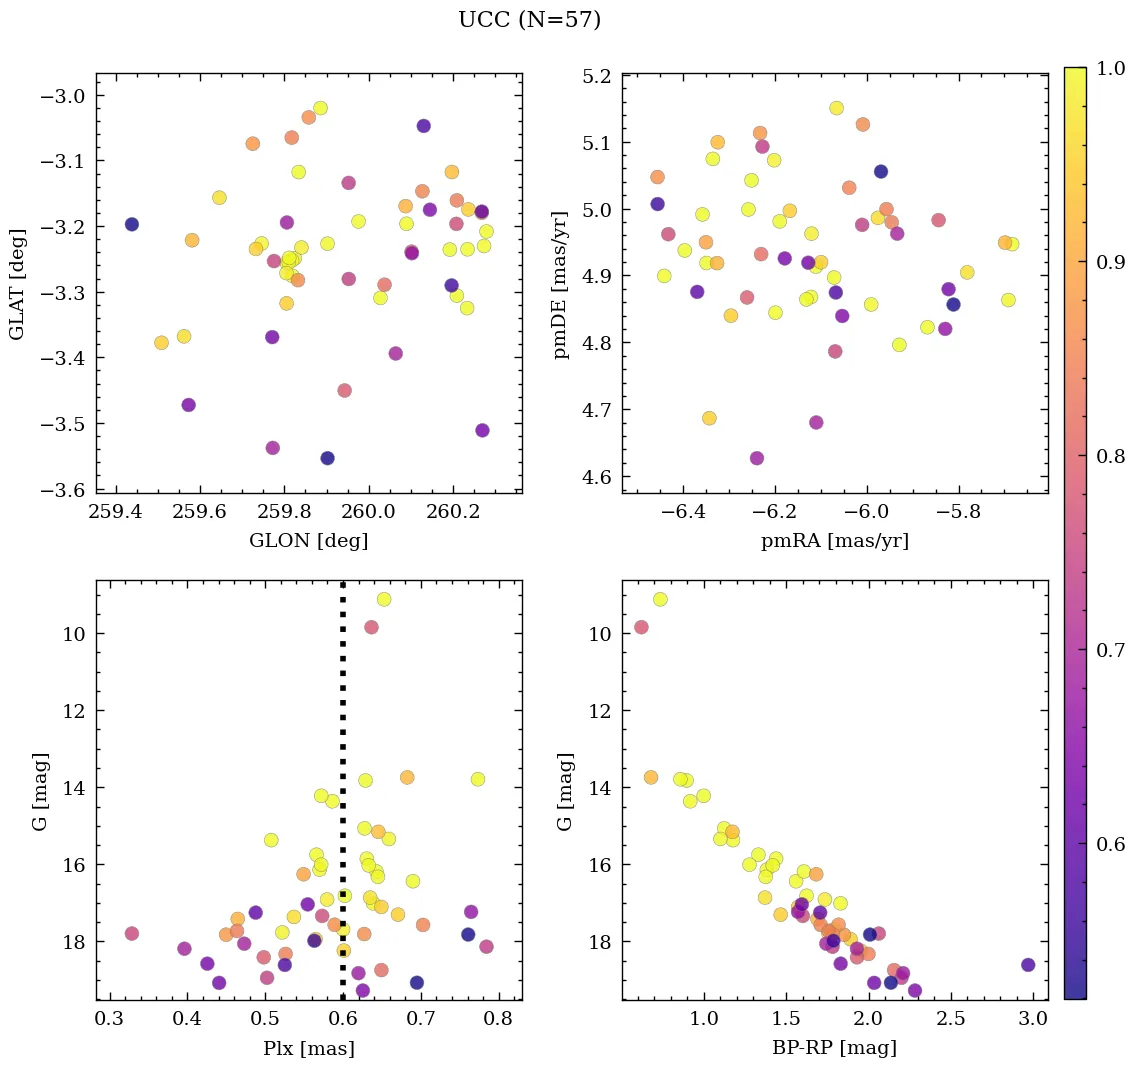 UCC (N=57)
−3.0
−3.1
−3.2
−3.3
−3.4
−3.5
−3.6
GLAT [deg]
259.4 259.6 259.8 260.0 260.2
GLON [deg]
5.2
5.1
5.0
4.9
4.8
4.7
4.6
pmDE [mas/yr]
−6.4 −6.2 −6.0 −5.8
pmRA [mas/yr]
10
12
14
16
18
G [mag]
0.3 0.4 0.5 0.6 0.7 0.8
Plx [mas]
10
12
14
16
18
G [mag]
1.0 1.5 2.0 2.5 3.0
BP-RP [mag]
1.0
0.9
0.8
0.7
0.6